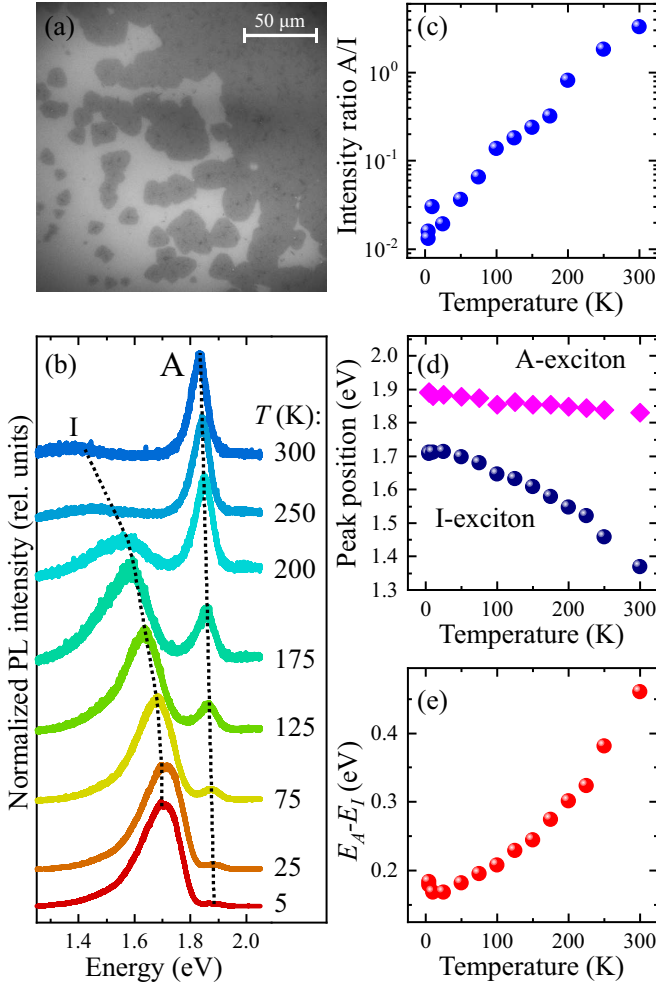 (a)
50 μm
(c)
Intensity ratio A/I
10⁰
10⁻¹
10⁻²
0 100 200 300
Temperature (K)
(b)
A
I
T (K):
300
250
200
175
125
75
25
5
Normalized PL intensity (rel. units)
1.4 1.6 1.8 2.0
Energy (eV)
(d)
A-exciton
I-exciton
Peak position (eV)
2.0
1.9
1.8
1.7
1.6
1.5
1.4
1.3
0 100 200 300
Temperature (K)
(e)
E_A-E_I (eV)
0.4
0.3
0.2
0 100 200 300
Temperature (K)